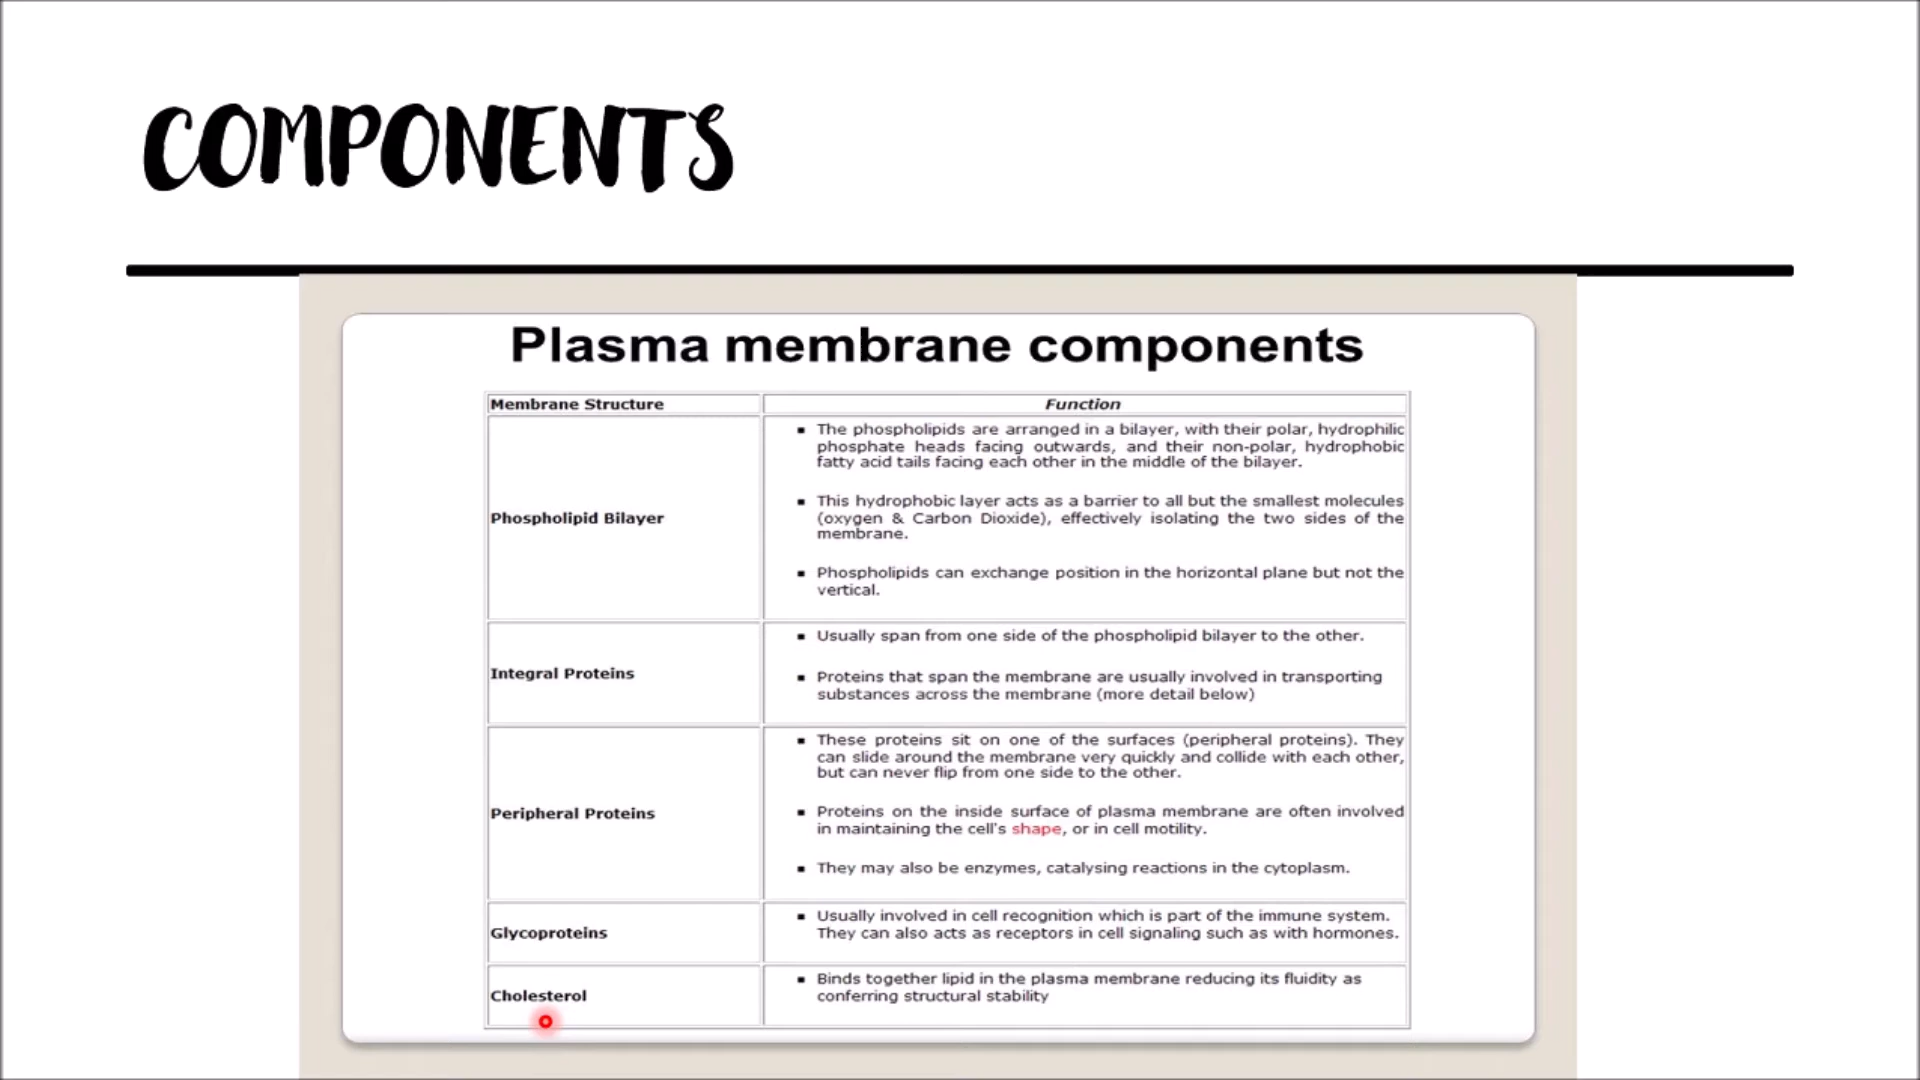 COMPONENTS
Plasma membrane components
Membrane Structure
Function
Phospholipid Bilayer
▪ The phospholipids are arranged in a bilayer, with their polar, hydrophilic
phosphate heads facing outwards, and their non-polar, hydrophobic
fatty acid tails facing each other in the middle of the bilayer.
▪ This hydrophobic layer acts as a barrier to all but the smallest molecules
(oxygen & Carbon Dioxide), effectively isolating the two sides of the
membrane.
▪ Phospholipids can exchange position in the horizontal plane but not the
vertical.
Integral Proteins
▪ Usually span from one side of the phospholipid bilayer to the other.
▪ Proteins that span the membrane are usually involved in transporting
substances across the membrane (more detail below)
Peripheral Proteins
▪ These proteins sit on one of the surfaces (peripheral proteins). They
can slide around the membrane very quickly and collide with each other,
but can never flip from one side to the other.
▪ Proteins on the inside surface of plasma membrane are often involved
in maintaining the cell's shape, or in cell motility.
▪ They may also be enzymes, catalysing reactions in the cytoplasm.
Glycoproteins
▪ Usually involved in cell recognition which is part of the immune system.
They can also acts as receptors in cell signaling such as with hormones.
Cholesterol
▪ Binds together lipid in the plasma membrane reducing its fluidity as
conferring structural stability